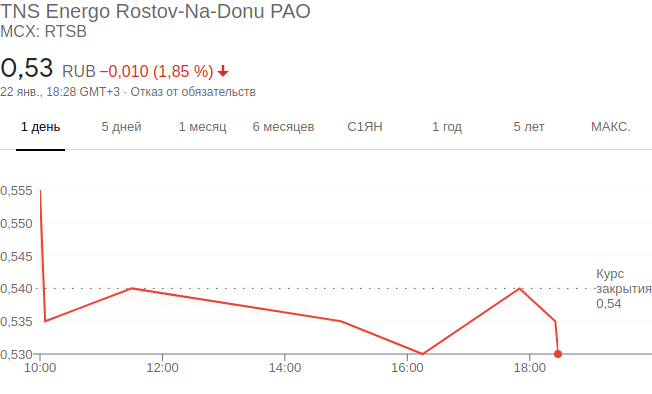 TNS Energo Rostov-Na-Donu PAO
MCX: RTSB
0,53 RUB −0,010 (1,85 %)
22 янв., 18:28 GMT+3 · Отказ от обязательств
1 день 5 дней 1 месяц 6 месяцев С1ЯН 1 год 5 лет МАКС.
0,555
0,550
0,545
0,540
0,535
0,530
Курс
закрытия
0,54
10:00 12:00 14:00 16:00 18:00